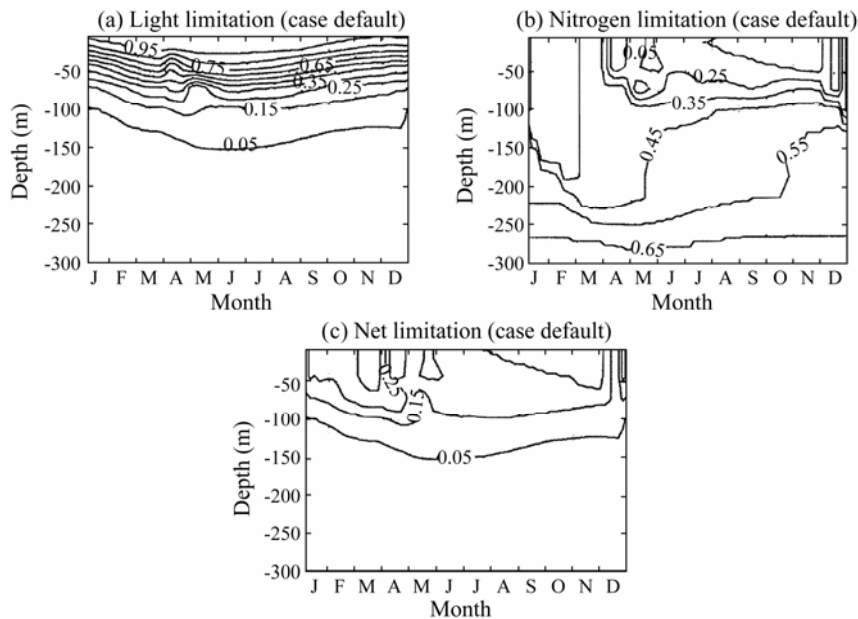 (a) Light limitation (case default)
0.95
0.75
0.65
0.35
0.25
0.15
0.05
-50
-100
-150
-200
-250
-300
Depth (m)
J F M A M J J A S O N D
Month
(b) Nitrogen limitation (case default)
0.05
0.25
0.35
0.45
0.55
0.65
-50
-100
-150
-200
-250
-300
Depth (m)
J F M A M J J A S O N D
Month
(c) Net limitation (case default)
0.25
0.15
0.05
-50
-100
-150
-200
-250
-300
Depth (m)
J F M A M J J A S O N D
Month